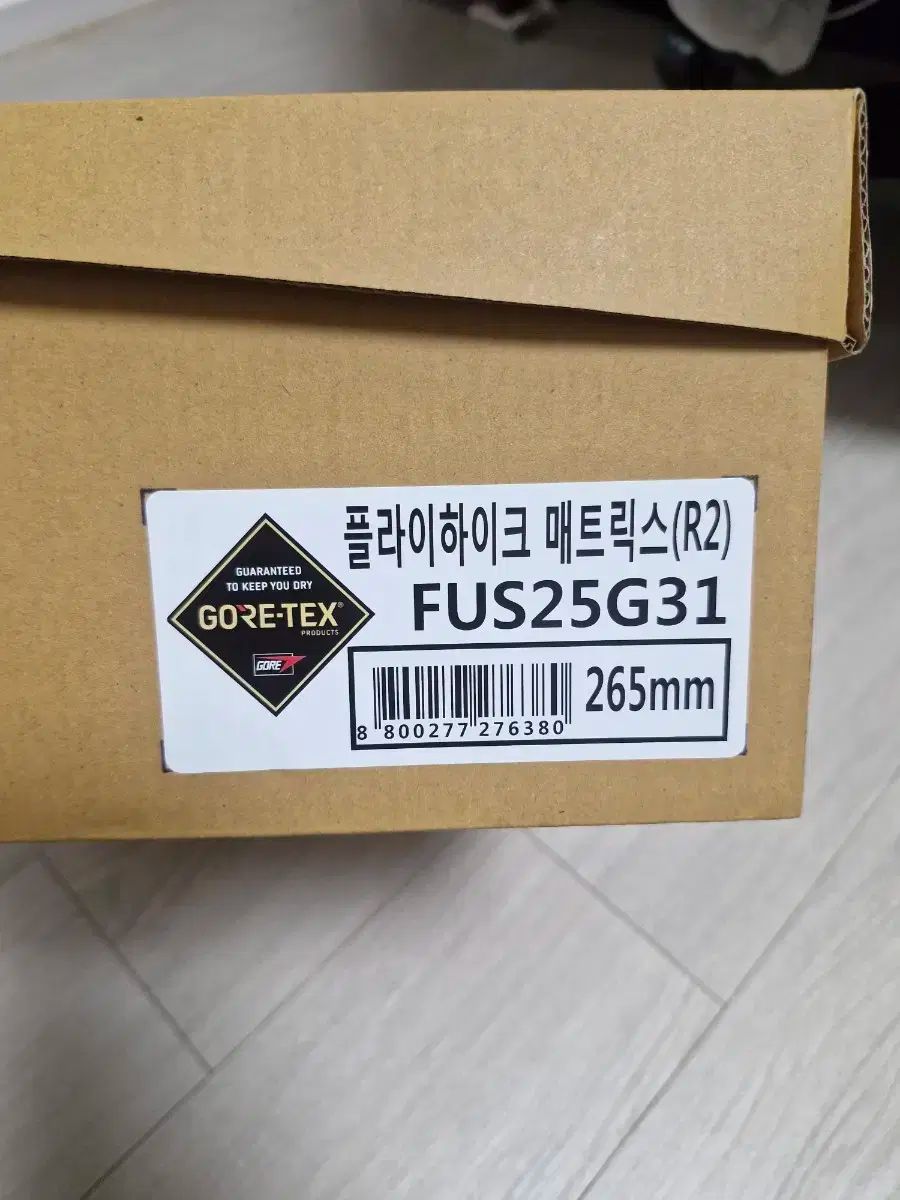 플라이하이크 매트릭스(R2)
FUS25G31
GUARANTEED
TO KEEP YOU DRY
GORE-TEX®
PRODUCTS
GORE
8 800277 276380
265mm